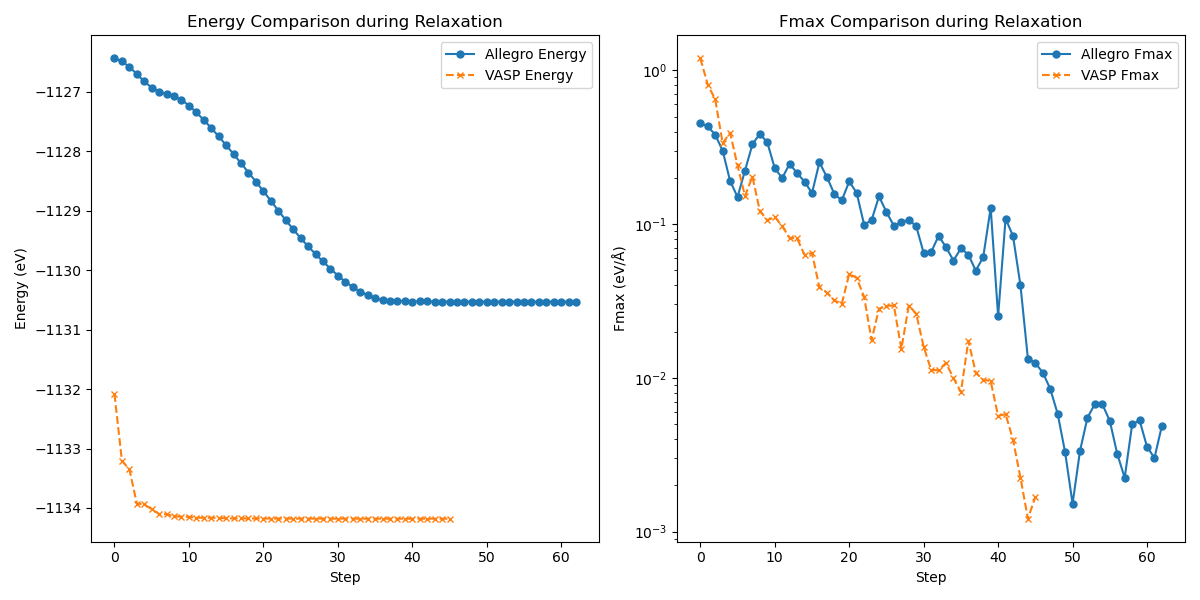 Energy Comparison during Relaxation
Allegro Energy
VASP Energy
−1127
−1128
−1129
−1130
−1131
−1132
−1133
−1134
Energy (eV)
0 10 20 30 40 50 60
Step
Fmax Comparison during Relaxation
Allegro Fmax
VASP Fmax
10⁰
10⁻¹
10⁻²
10⁻³
Fmax (eV/Å)
0 10 20 30 40 50 60
Step